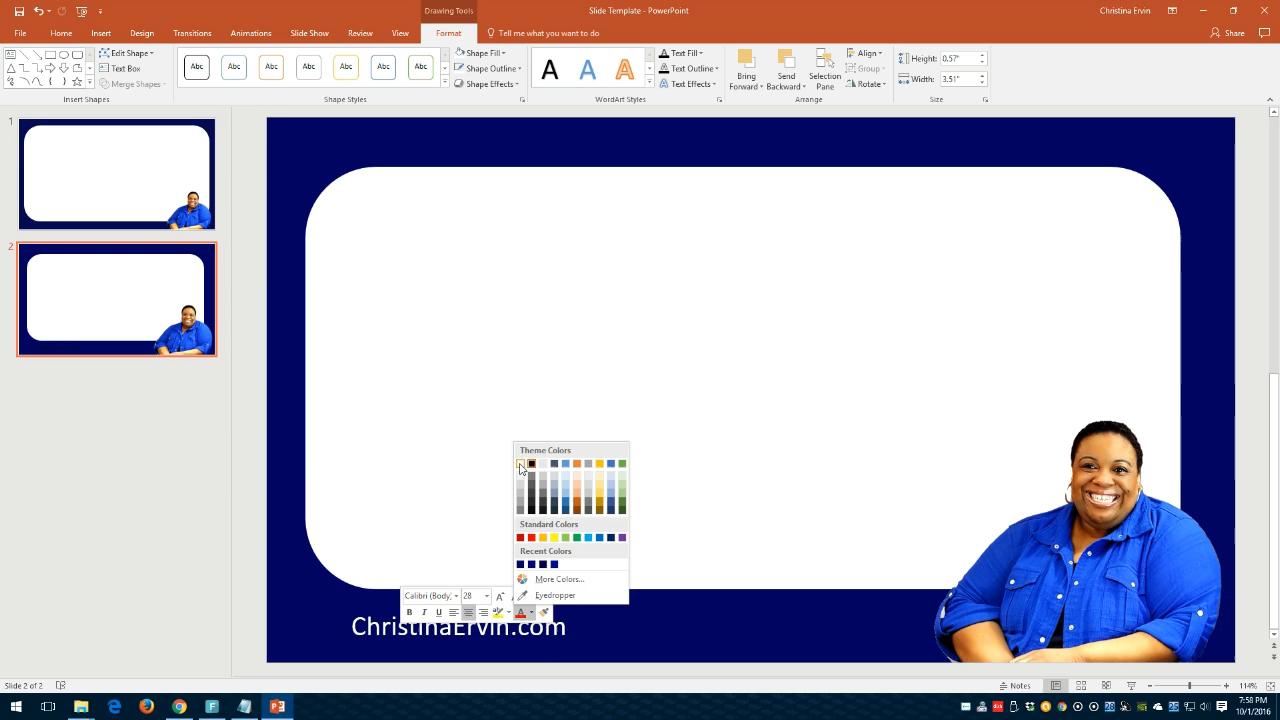 Drawing Tools
Slide Template - PowerPoint
Christina Ervin
File Home Insert Design Transitions Animations Slide Show Review View Format Tell me what you want to do
Share
Edit Shape
Text Box
Merge Shapes
Insert Shapes
Abc Abc Abc Abc Abc Abc Abc
Shape Fill
Shape Outline
Shape Effects
Shape Styles
A A A
Text Fill
Text Outline
Text Effects
WordArt Styles
Bring Forward
Send Backward
Selection Pane
Align
Group
Rotate
Arrange
Height: 0.57"
Width: 3.51"
Size
1
2
Theme Colors
Standard Colors
Recent Colors
More Colors...
Eyedropper
Calibri (Body) 28
B I U
ChristinaErvin.com
Slide 2 of 2
Notes
114%
7:58 PM
10/1/2016